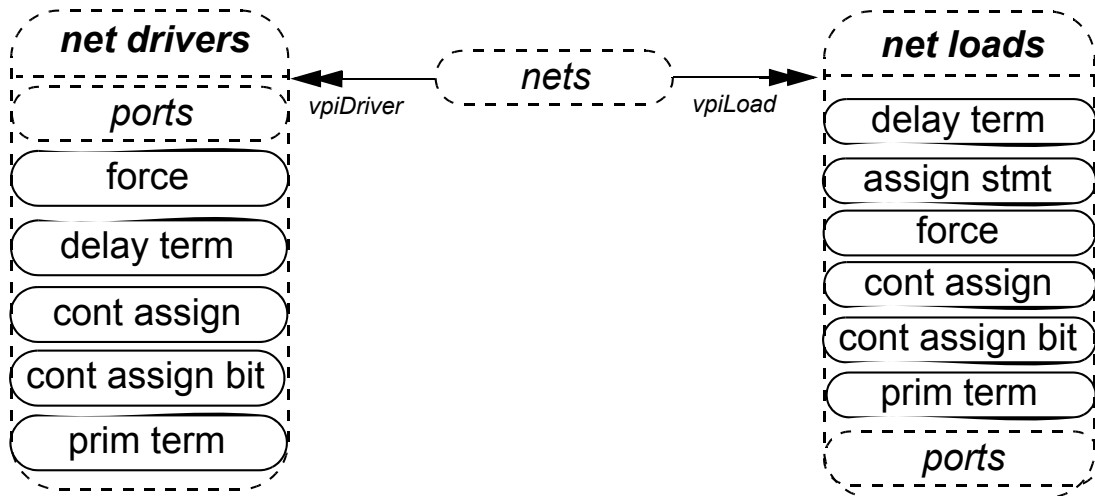 net drivers
ports
force
delay term
cont assign
cont assign bit
prim term
vpiDriver
nets
vpiLoad
net loads
delay term
assign stmt
force
cont assign
cont assign bit
prim term
ports